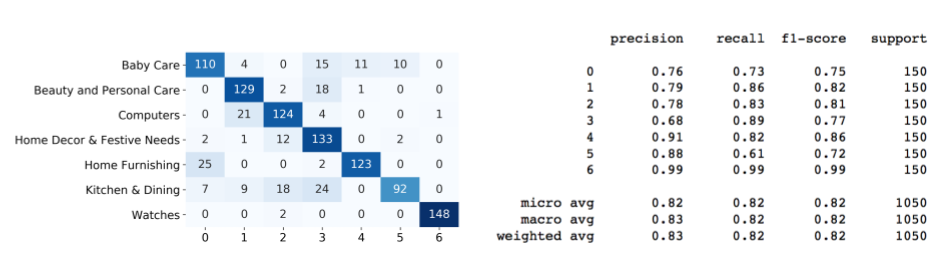 Baby Care 110 4 0 15 11 10 0
Beauty and Personal Care 0 129 2 18 1 0 0
Computers 0 21 124 4 0 0 1
Home Decor & Festive Needs 2 1 12 133 0 2 0
Home Furnishing 25 0 0 2 123 0 0
Kitchen & Dining 7 9 18 24 0 92 0
Watches 0 0 2 0 0 0 148
0 1 2 3 4 5 6
precision recall f1-score support
0 0.76 0.73 0.75 150
1 0.79 0.86 0.82 150
2 0.78 0.83 0.81 150
3 0.68 0.89 0.77 150
4 0.91 0.82 0.86 150
5 0.88 0.61 0.72 150
6 0.99 0.99 0.99 150
micro avg 0.82 0.82 0.82 1050
macro avg 0.83 0.82 0.82 1050
weighted avg 0.83 0.82 0.82 1050